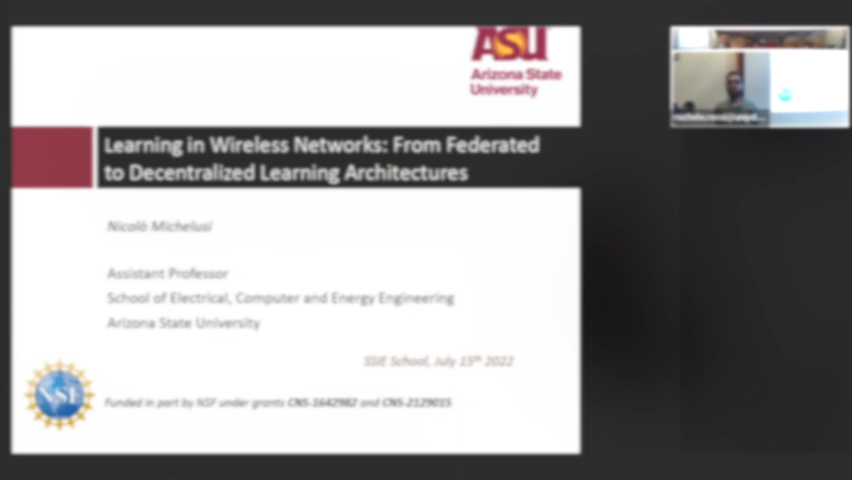 ASU
Arizona State
University
Learning in Wireless Networks: From Federated
to Decentralized Learning Architectures
Nicolò Michelusi
Assistant Professor
School of Electrical, Computer and Energy Engineering
Arizona State University
SSIE School, July 15th 2022
NSF
Funded in part by NSF under grants CNS-1642982 and CNS-2129015